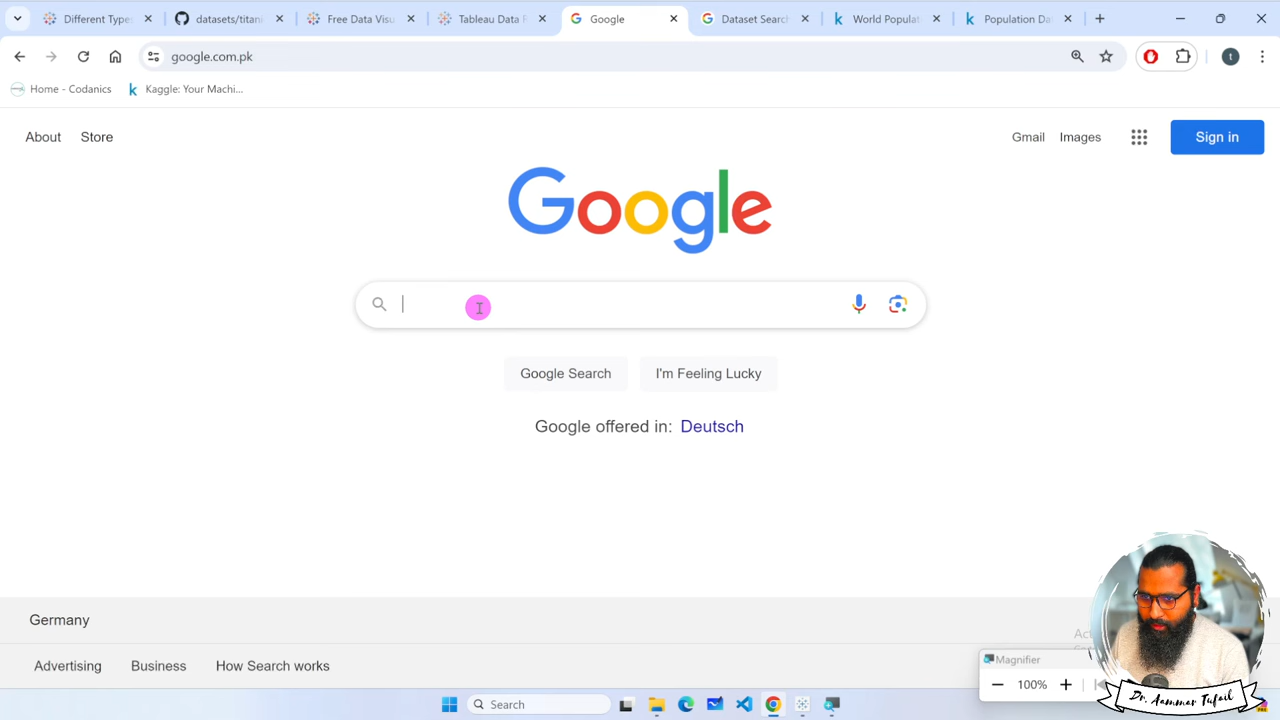 Different Types
datasets/titan
Free Data Visu
Tableau Data F
Google
Dataset Search
World Populat
Population Da
google.com.pk
t
Home - Codanics
Kaggle: Your Machi...
About
Store
Gmail
Images
Sign in
Google
Google Search
I'm Feeling Lucky
Google offered in: Deutsch
Germany
Advertising
Business
How Search works
Magnifier
100%
Search
Dr. Aammar Tufail